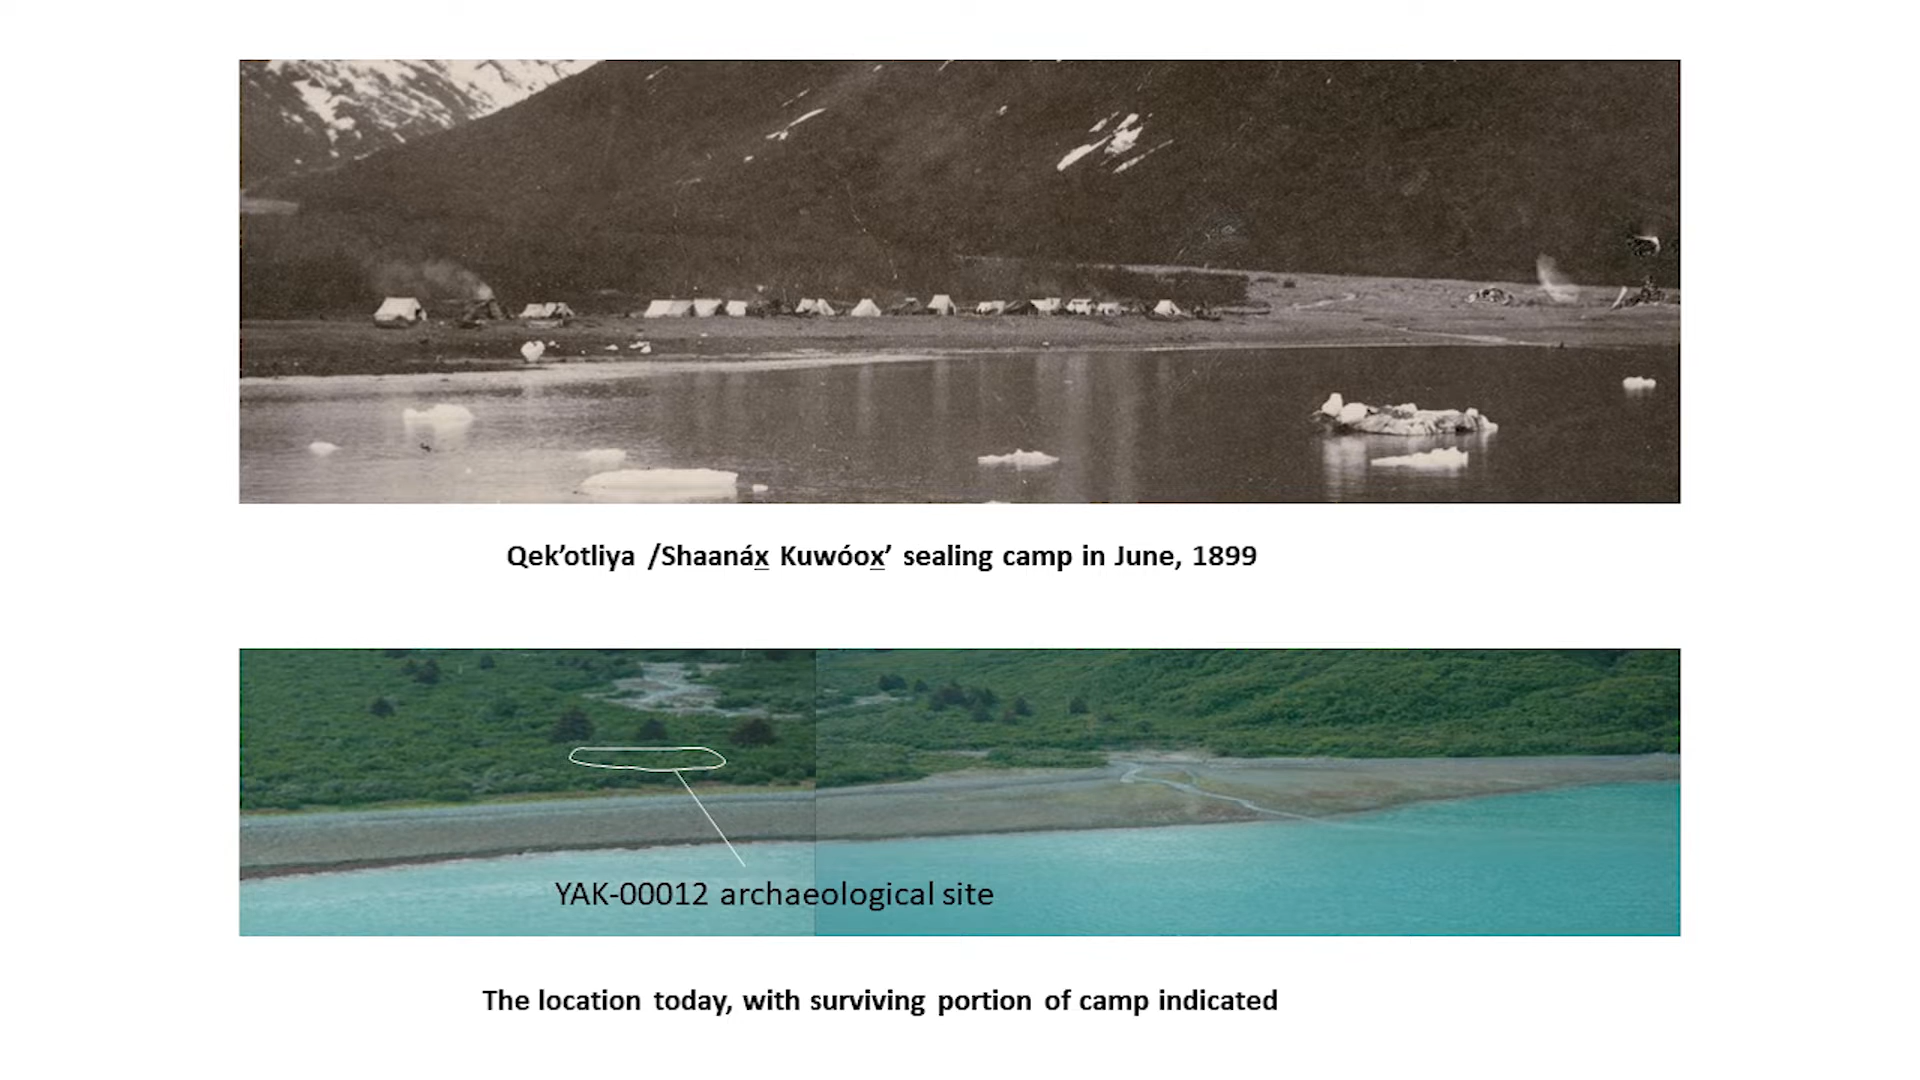 Qek’otliya /Shaanáx̱ Kuwóox̱’ sealing camp in June, 1899
YAK-00012 archaeological site
The location today, with surviving portion of camp indicated